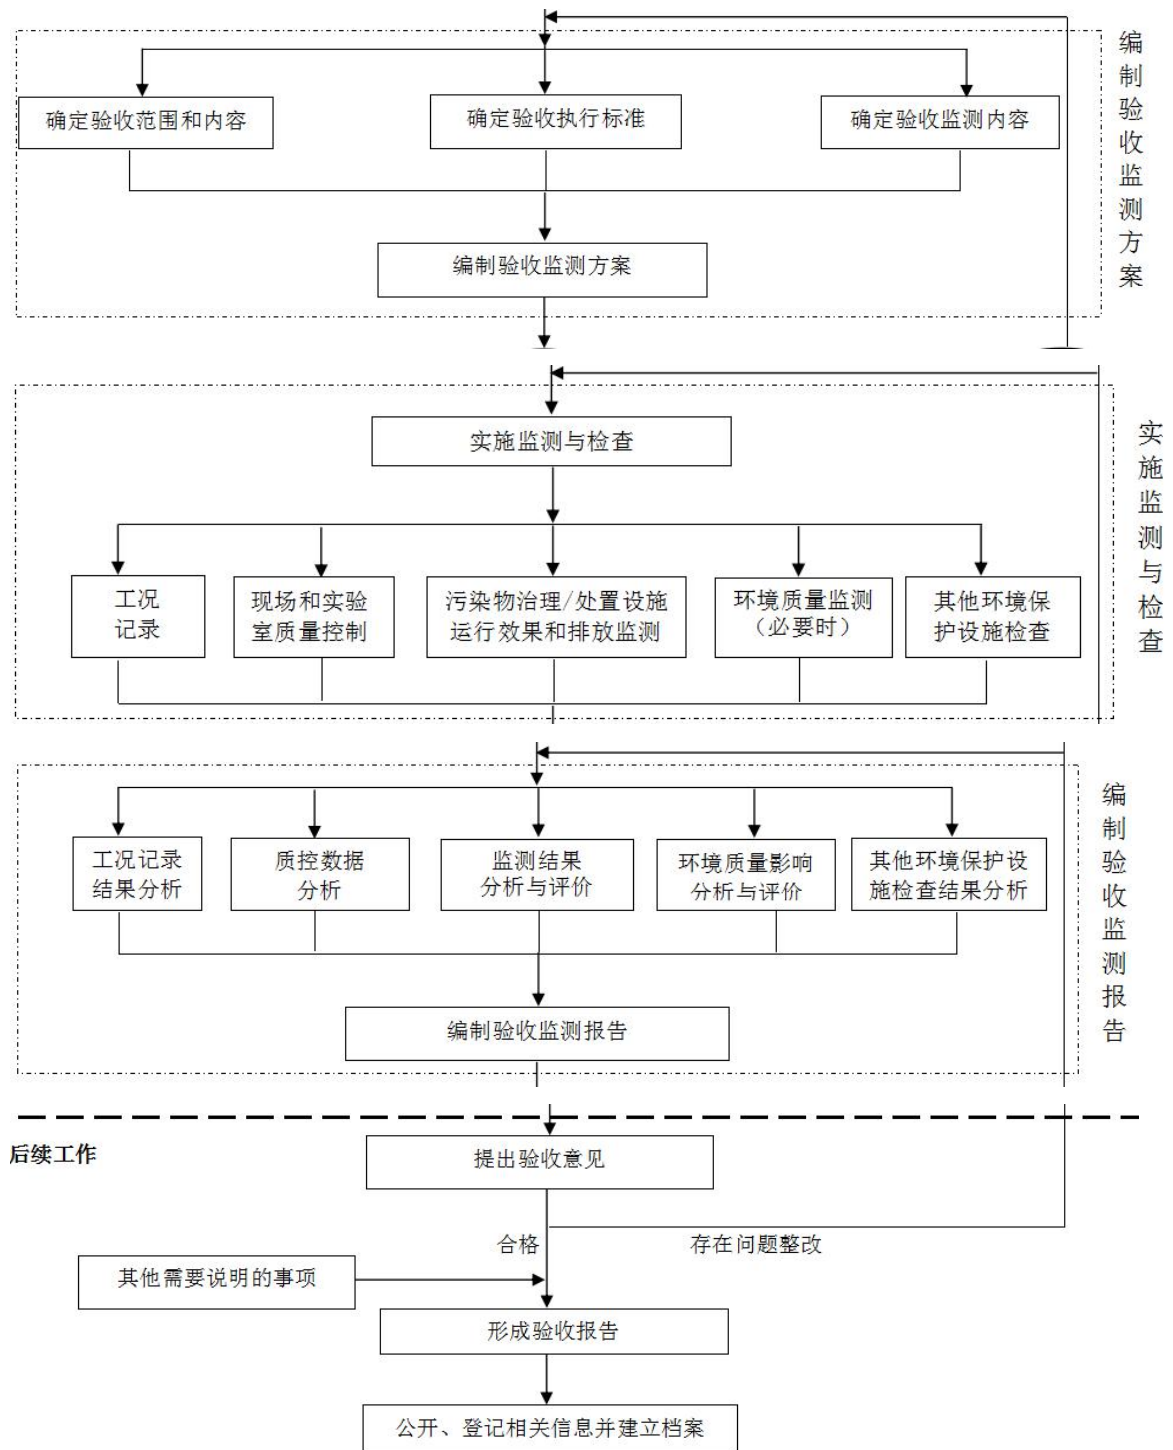 确定验收范围和内容
确定验收执行标准
确定验收监测内容
编制验收监测方案
编制验收监测方案
实施监测与检查
工况
记录
现场和实验
室质量控制
污染物治理/处置设施
运行效果和排放监测
环境质量监测
（必要时）
其他环境保
护设施检查
实施监测与检查
工况记录
结果分析
质控数据
分析
监测结果
分析与评价
环境质量影响
分析与评价
其他环境保护设
施检查结果分析
编制验收监测报告
编制验收监测报告
后续工作
提出验收意见
合格
存在问题整改
其他需要说明的事项
形成验收报告
公开、登记相关信息并建立档案